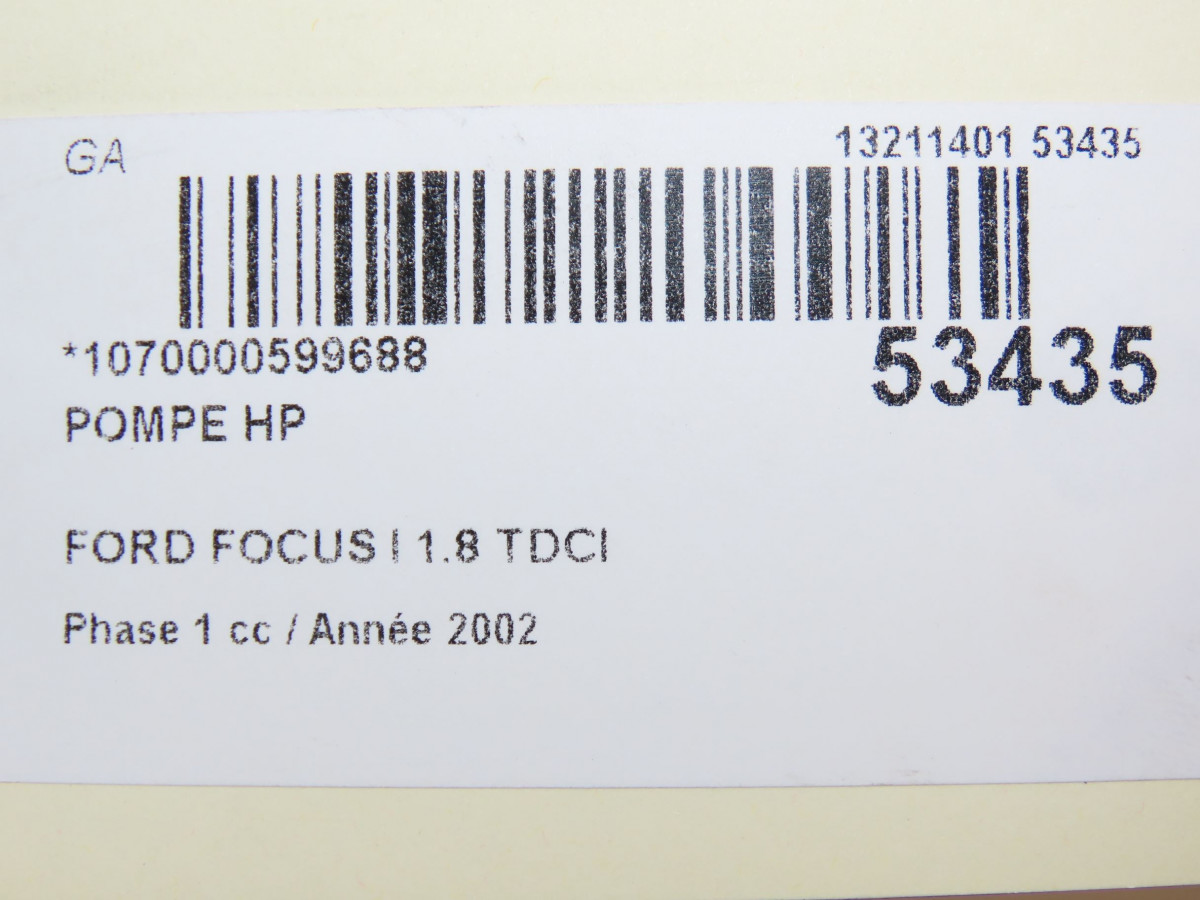 GA
13211401 53435
*1070000599688
53435
POMPE HP
FORD FOCUS I 1.8 TDCI
Phase 1 cc / Année 2002